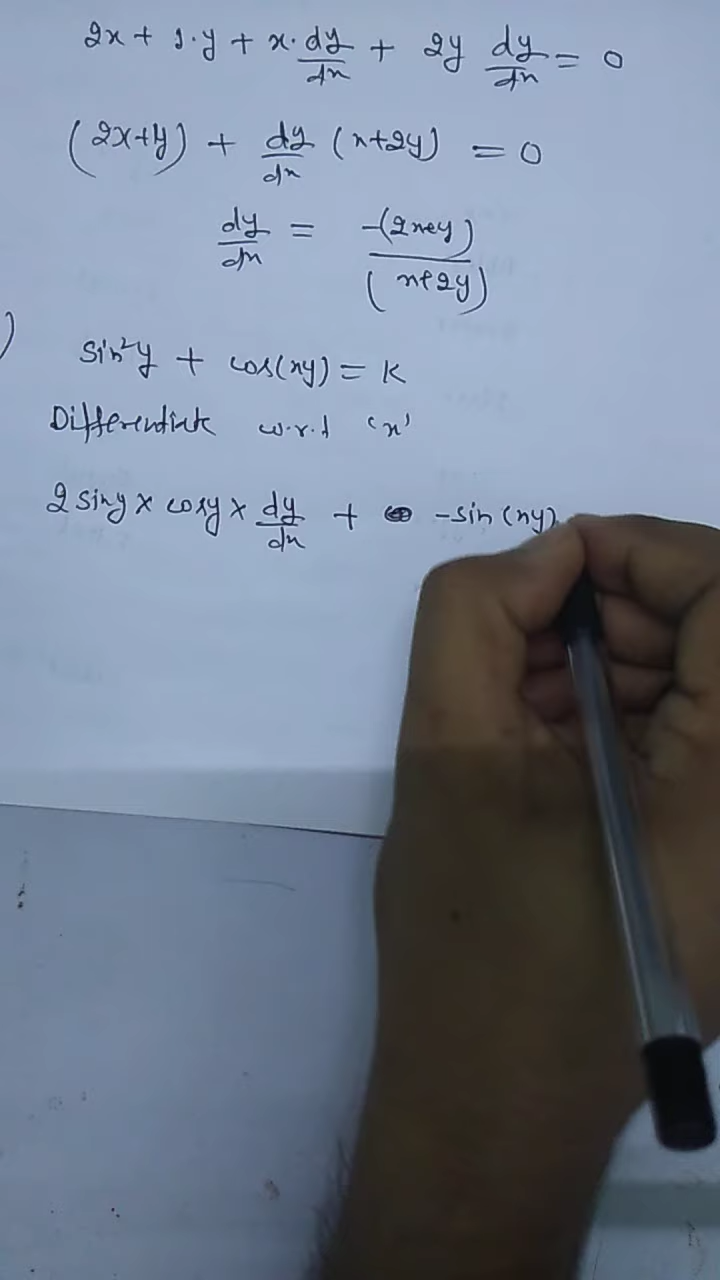 2x + 1·y + x·dy/dx + 2y dy/dx = 0
(2x+y) + dy/dx (x+2y) = 0
dy/dx = -(2x+y)/(x+2y)
) sin²y + cos(xy) = K
Differentiate w.r.t 'x'
2 siny × cosy × dy/dx + -sin(xy)